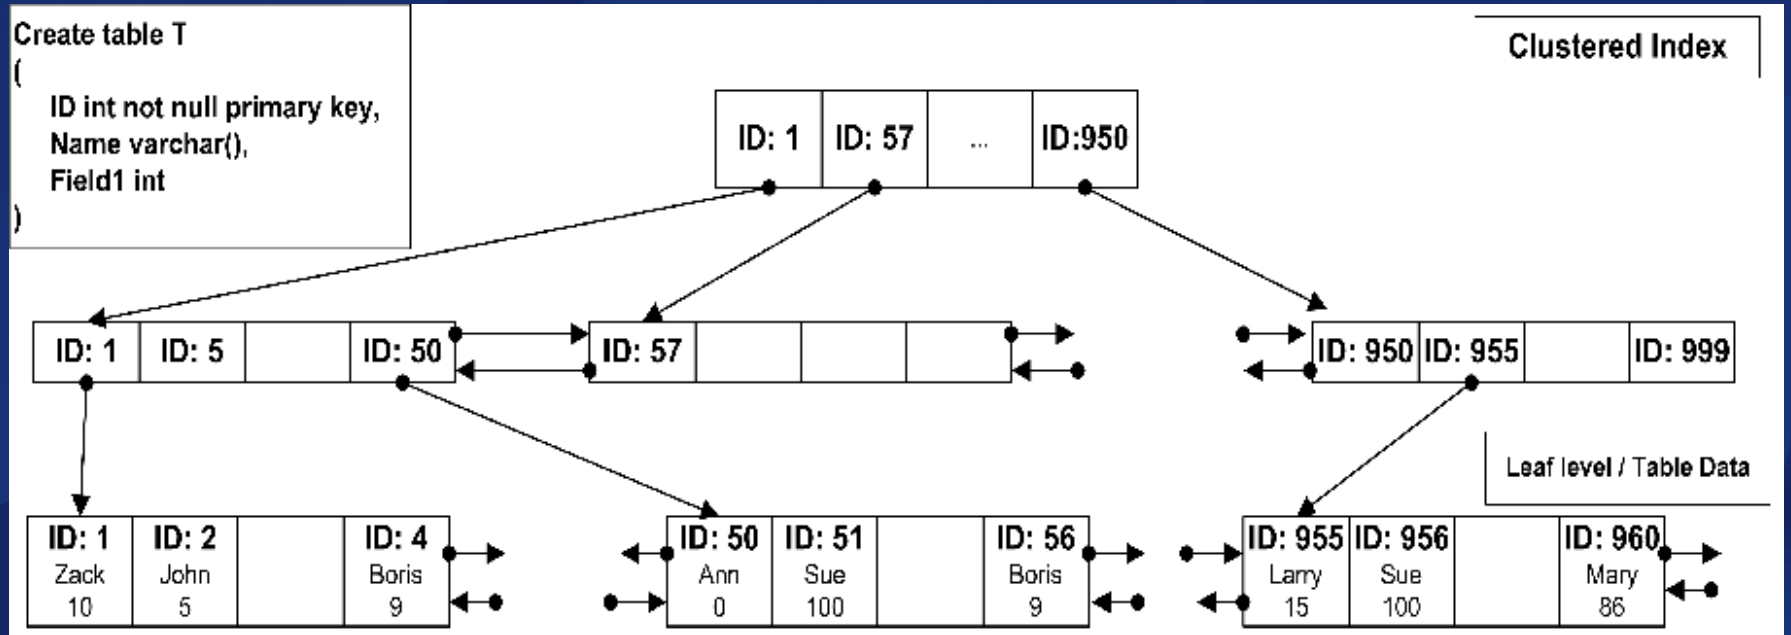 Create table T
(
ID int not null primary key,
Name varchar(),
Field1 int
)
Clustered Index
ID: 1 ID: 57 ... ID:950
ID: 1 ID: 5 ID: 50 ID: 57 ID: 950 ID: 955 ID: 999
Leaf level / Table Data
ID: 1 ID: 2 ID: 4 ID: 50 ID: 51 ID: 56 ID: 955 ID: 956 ID: 960
Zack John Boris Ann Sue Boris Larry Sue Mary
10 5 9 0 100 9 15 100 86